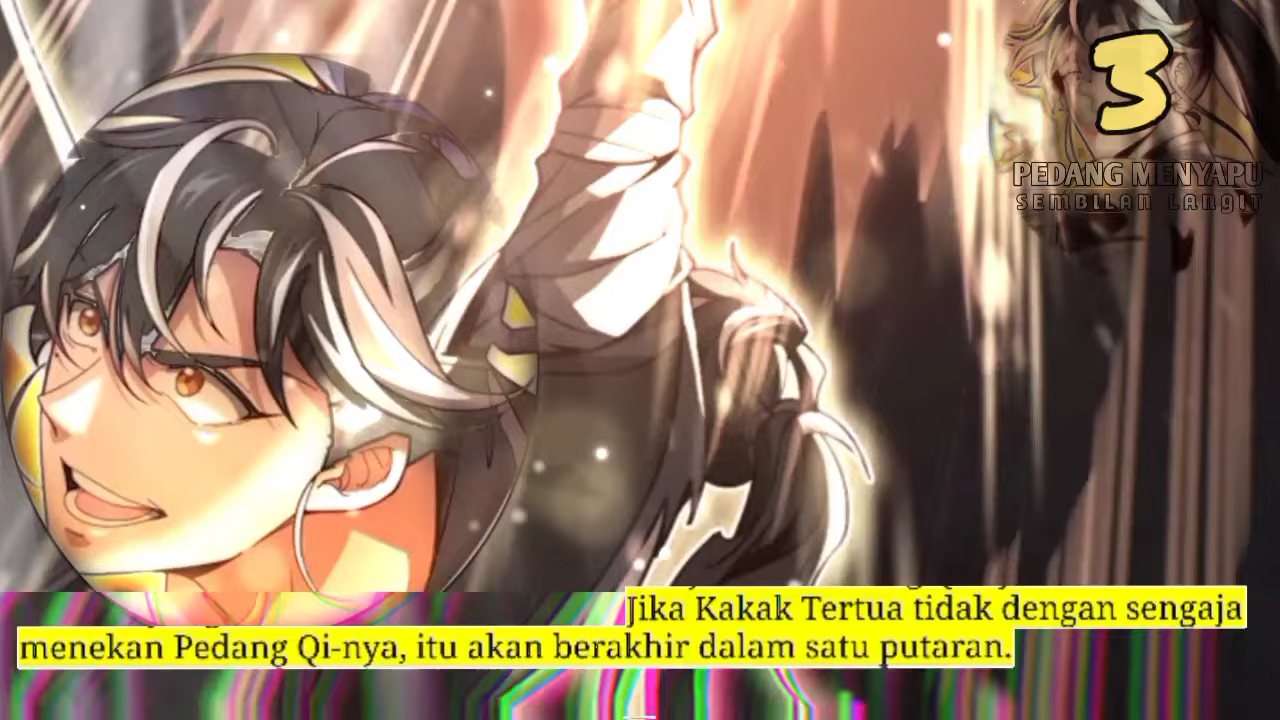 3
PEDANG MENYAPU
SEMBILAN LANGIT
Jika Kakak Tertua tidak dengan sengaja
menekan Pedang Qi-nya, itu akan berakhir dalam satu putaran.